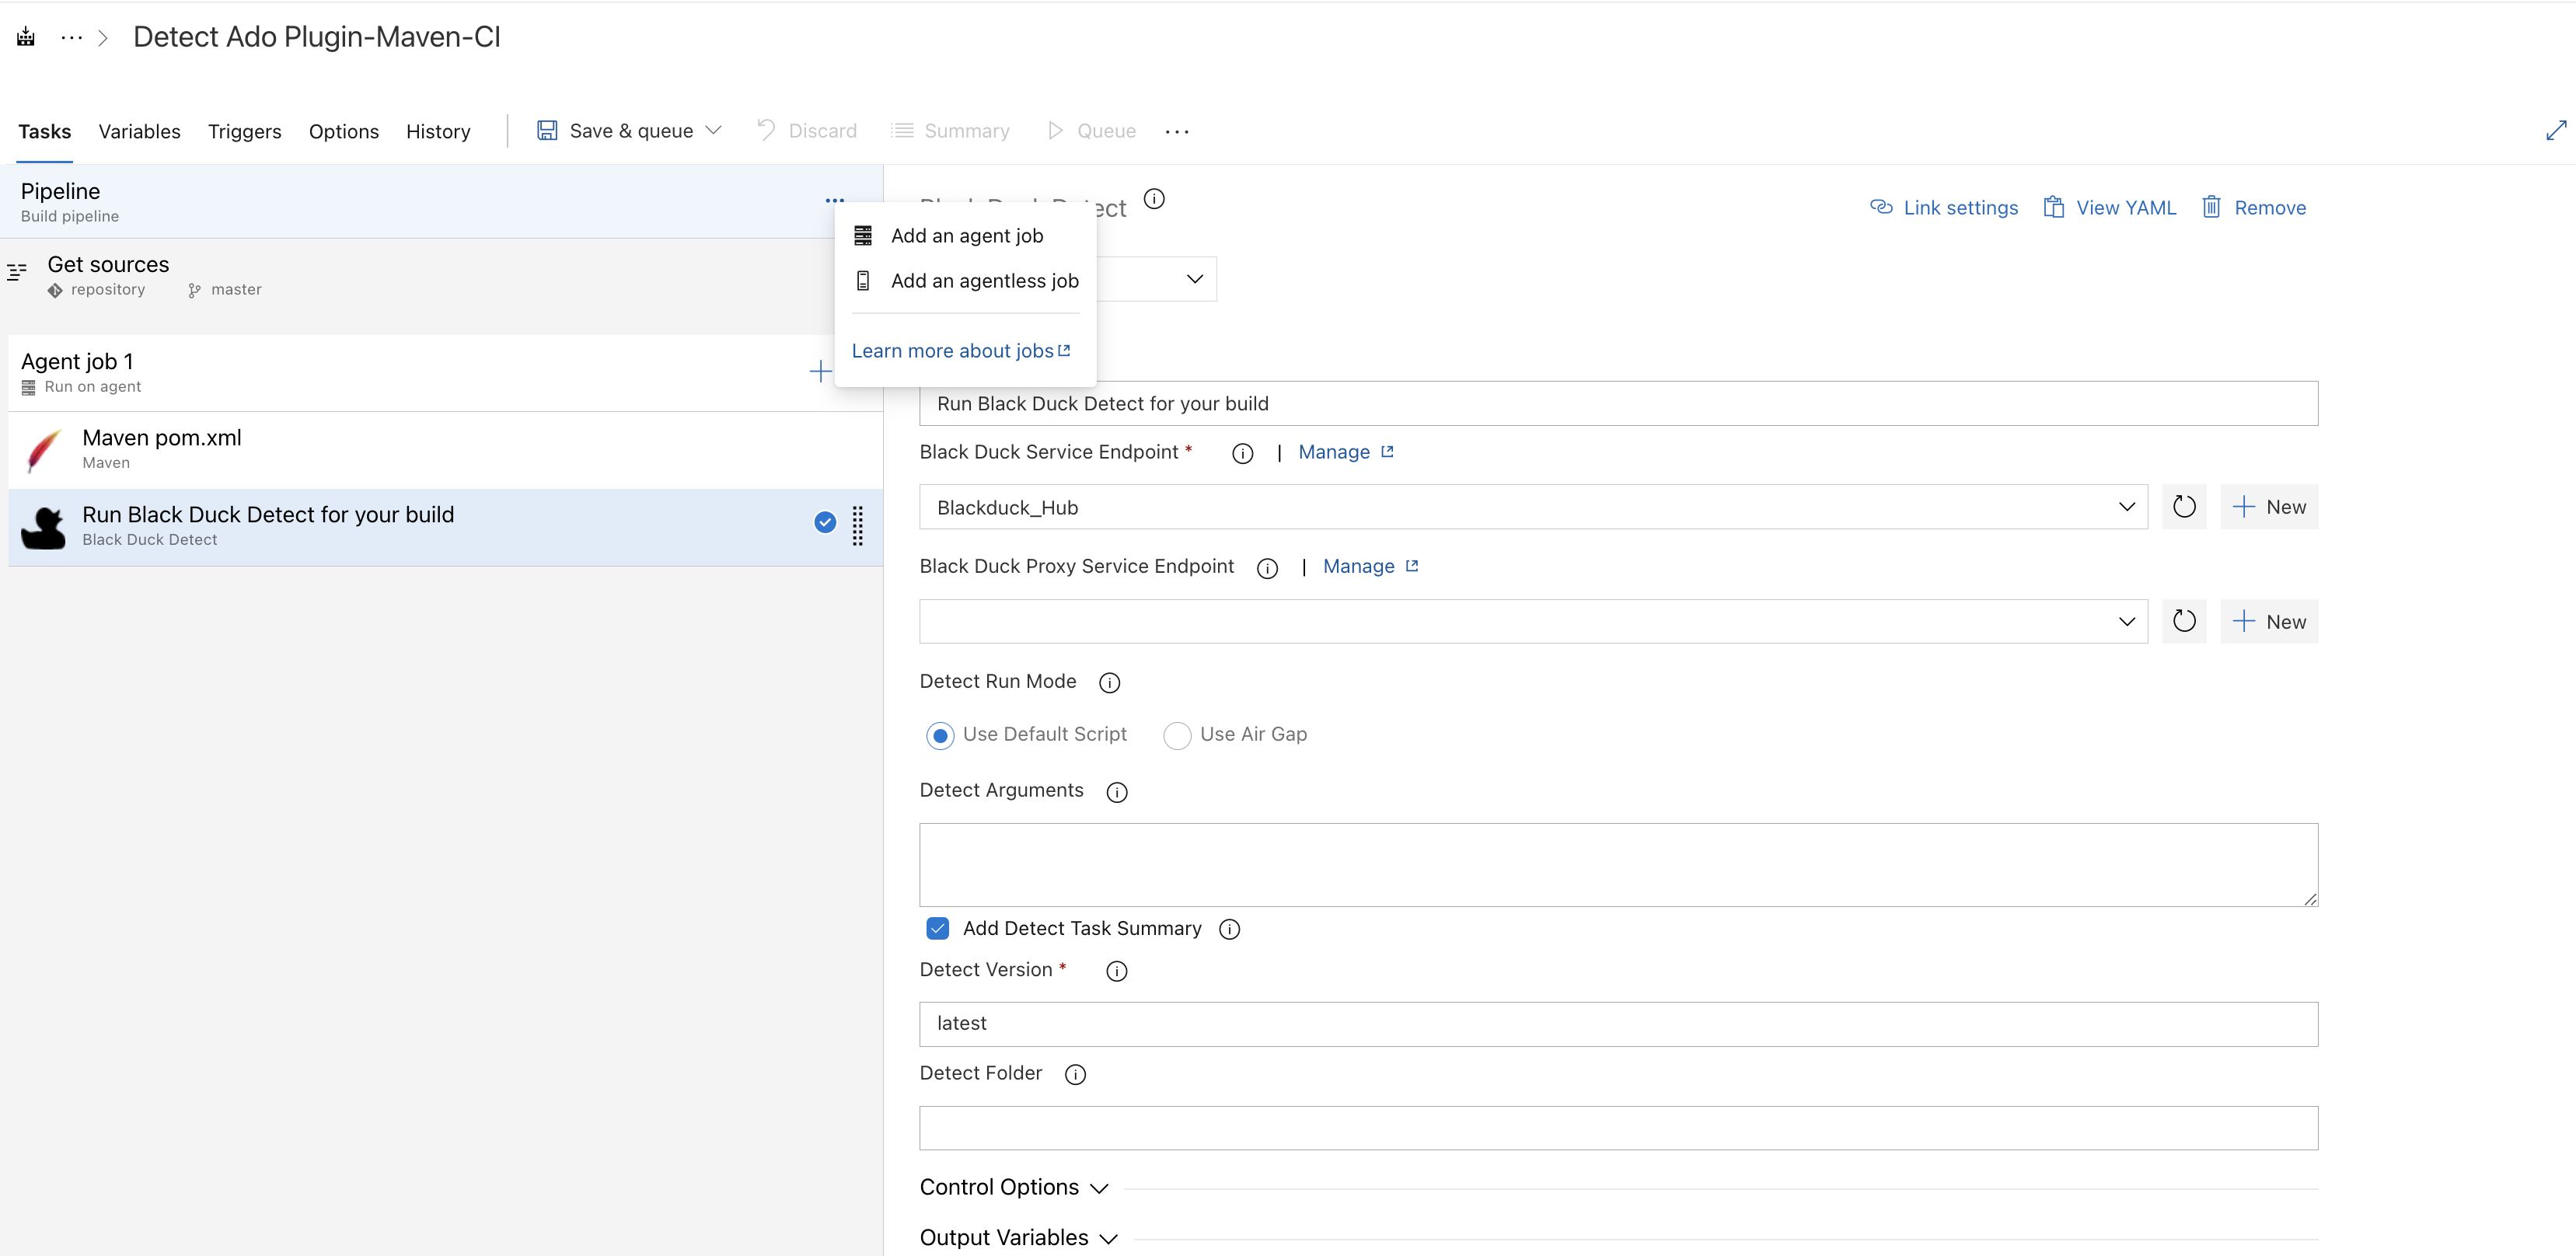 Detect Ado Plugin-Maven-CI
Tasks Variables Triggers Options History Save & queue Discard Summary Queue
Pipeline
Build pipeline
Get sources
repository master
Agent job 1
Run on agent
Maven pom.xml
Maven
Run Black Duck Detect for your build
Black Duck Detect
Add an agent job
Add an agentless job
Learn more about jobs
Link settings View YAML Remove
Run Black Duck Detect for your build
Black Duck Service Endpoint * | Manage
Blackduck_Hub New
Black Duck Proxy Service Endpoint | Manage
New
Detect Run Mode
Use Default Script Use Air Gap
Detect Arguments
Add Detect Task Summary
Detect Version *
latest
Detect Folder
Control Options
Output Variables